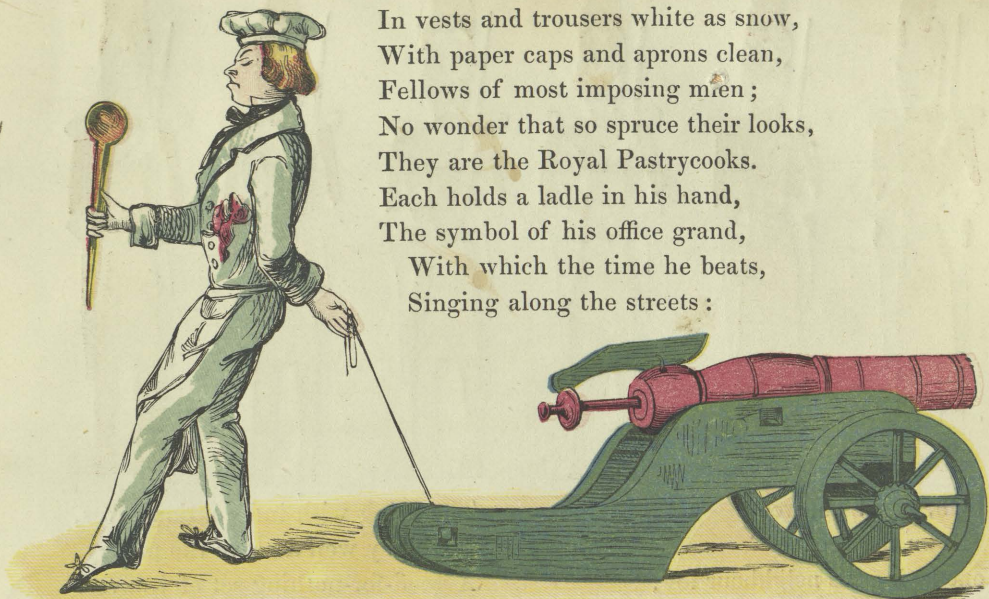 In vests and trousers white as snow,
With paper caps and aprons clean,
Fellows of most imposing mien;
No wonder that so spruce their looks,
They are the Royal Pastrycooks.
Each holds a ladle in his hand,
The symbol of his office grand,
With which the time he beats,
Singing along the streets: